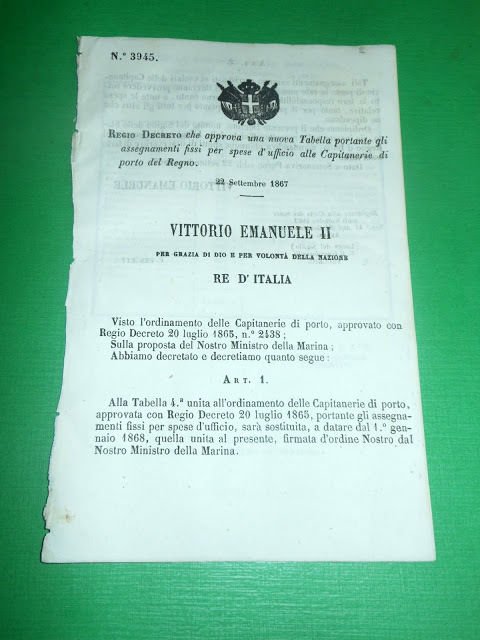 N.° 3945.
REGIO DECRETO che approva una nuova Tabella portante gli
assegnamenti fissi per spese d'ufficio alle Capitanerie di
porto del Regno.
22 Settembre 1867
VITTORIO EMANUELE II
PER GRAZIA DI DIO E PER VOLONTÀ DELLA NAZIONE
RE D'ITALIA
Visto l'ordinamento delle Capitanerie di porto, approvato con
Regio Decreto 20 luglio 1865, n.° 2438;
Sulla proposta del Nostro Ministro della Marina;
Abbiamo decretato e decretiamo quanto segue:
ART. 1.
Alla Tabella 4.ª unita all'ordinamento delle Capitanerie di porto,
approvata con Regio Decreto 20 luglio 1865, portante gli assegna-
menti fissi per spese d'ufficio, sarà sostituita, a datare dal 1.° gen-
naio 1868, quella unita al presente, firmata d'ordine Nostro dal
Nostro Ministro della Marina.